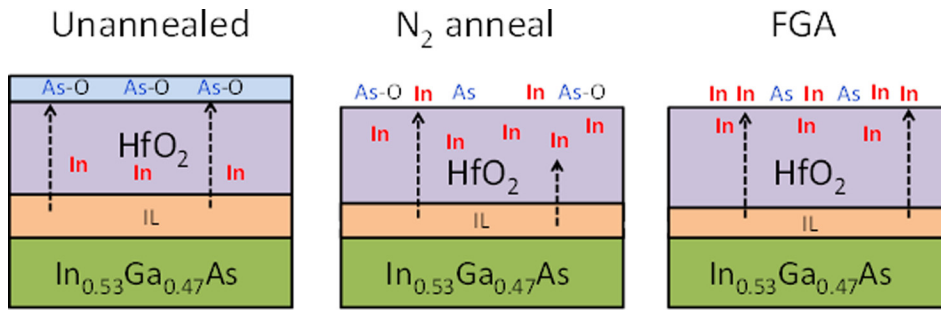 Unannealed
As-O As-O As-O
HfO₂
In In In
IL
In₀.₅₃Ga₀.₄₇As
N₂ anneal
As-O In As In As-O
In In In In In
HfO₂
IL
In₀.₅₃Ga₀.₄₇As
FGA
In In As In As In In
In In In
HfO₂
IL
In₀.₅₃Ga₀.₄₇As